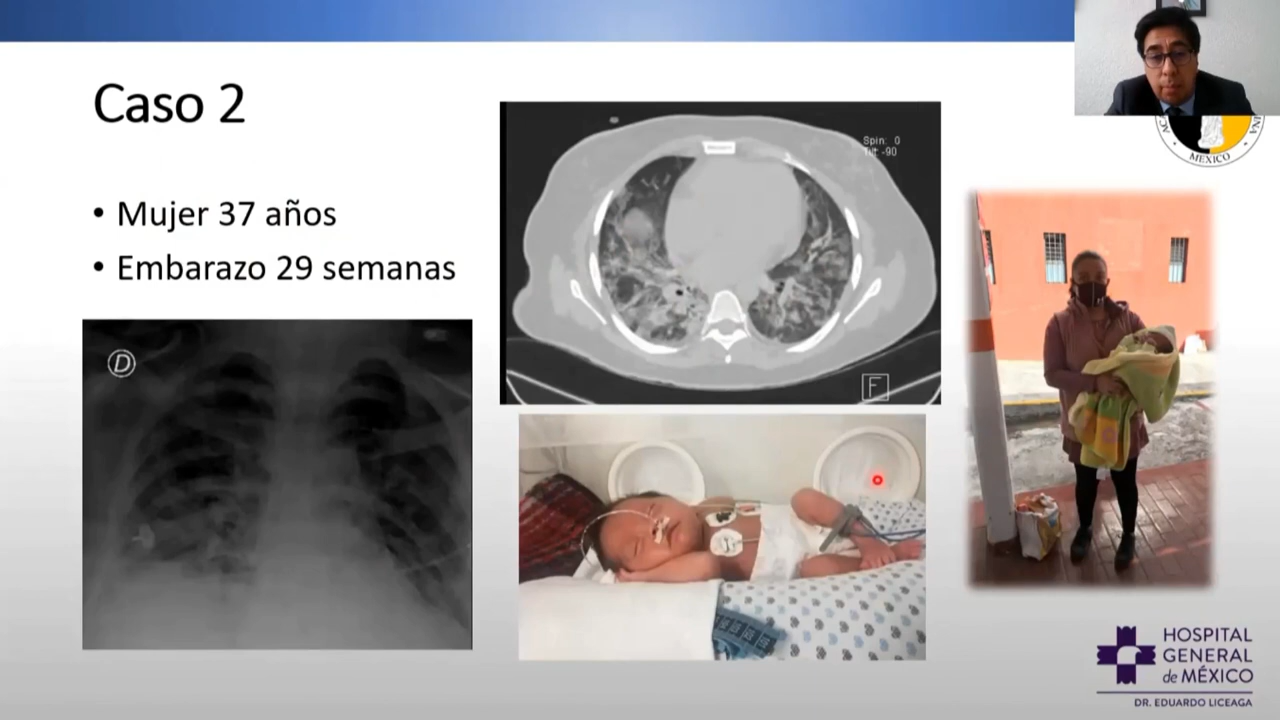 Caso 2
• Mujer 37 años
• Embarazo 29 semanas
D
Spin: 0
Tilt: -90
F
MÉXICO
HOSPITAL
GENERAL
de MÉXICO
DR. EDUARDO LICEAGA